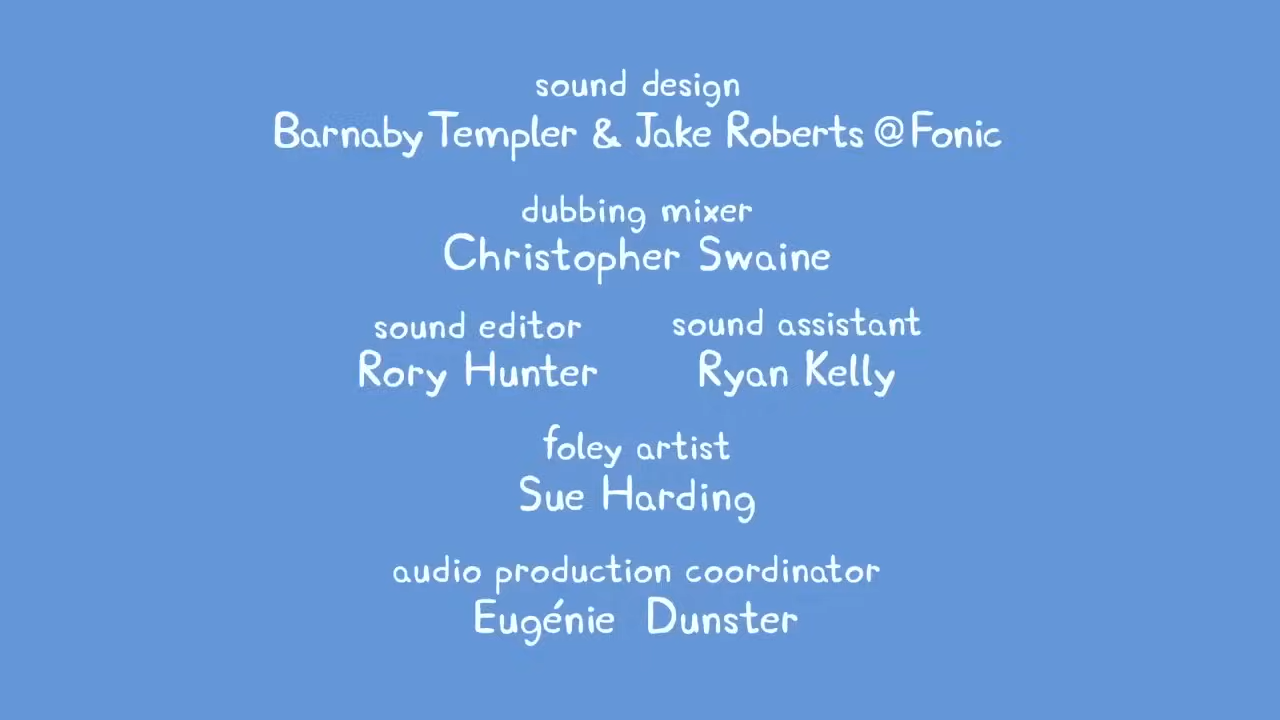 sound design
Barnaby Templer & Jake Roberts @ Fonic
dubbing mixer
Christopher Swaine
sound editor
Rory Hunter
sound assistant
Ryan Kelly
foley artist
Sue Harding
audio production coordinator
Eugénie Dunster